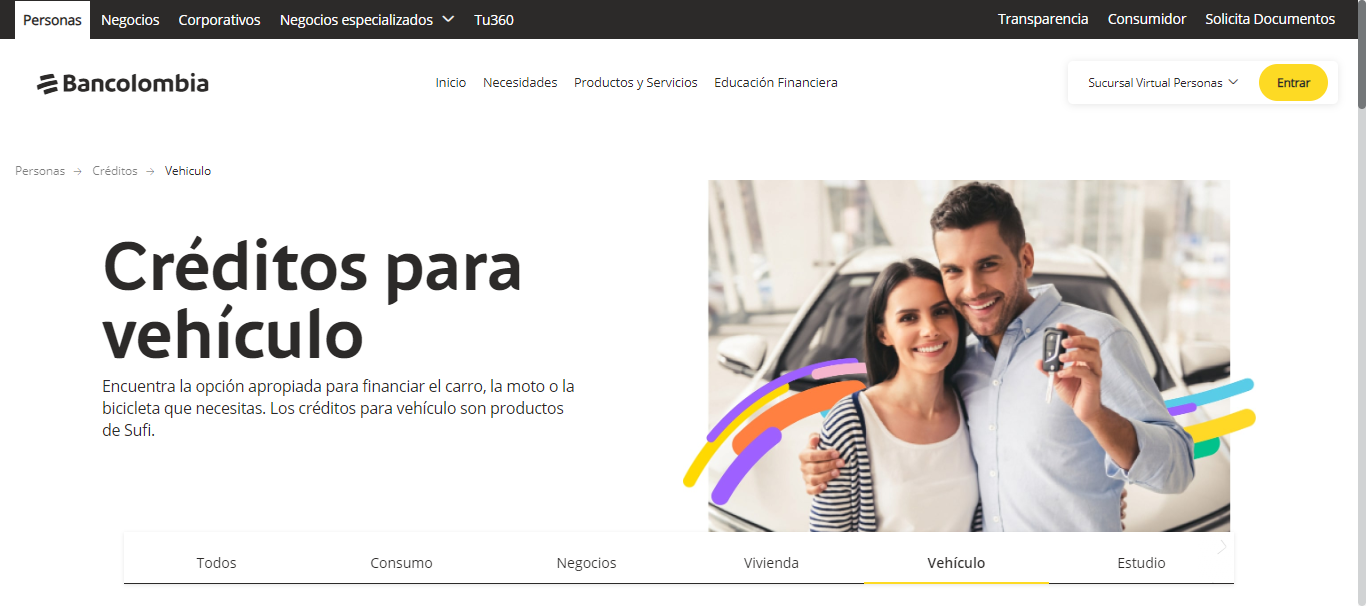 Personas Negocios Corporativos Negocios especializados Tu360 Transparencia Consumidor Solicita Documentos
Bancolombia Inicio Necesidades Productos y Servicios Educación Financiera Sucursal Virtual Personas Entrar
Personas → Créditos → Vehiculo
Créditos para
vehículo
Encuentra la opción apropiada para financiar el carro, la moto o la
bicicleta que necesitas. Los créditos para vehículo son productos
de Sufi.
Todos Consumo Negocios Vivienda Vehículo Estudio